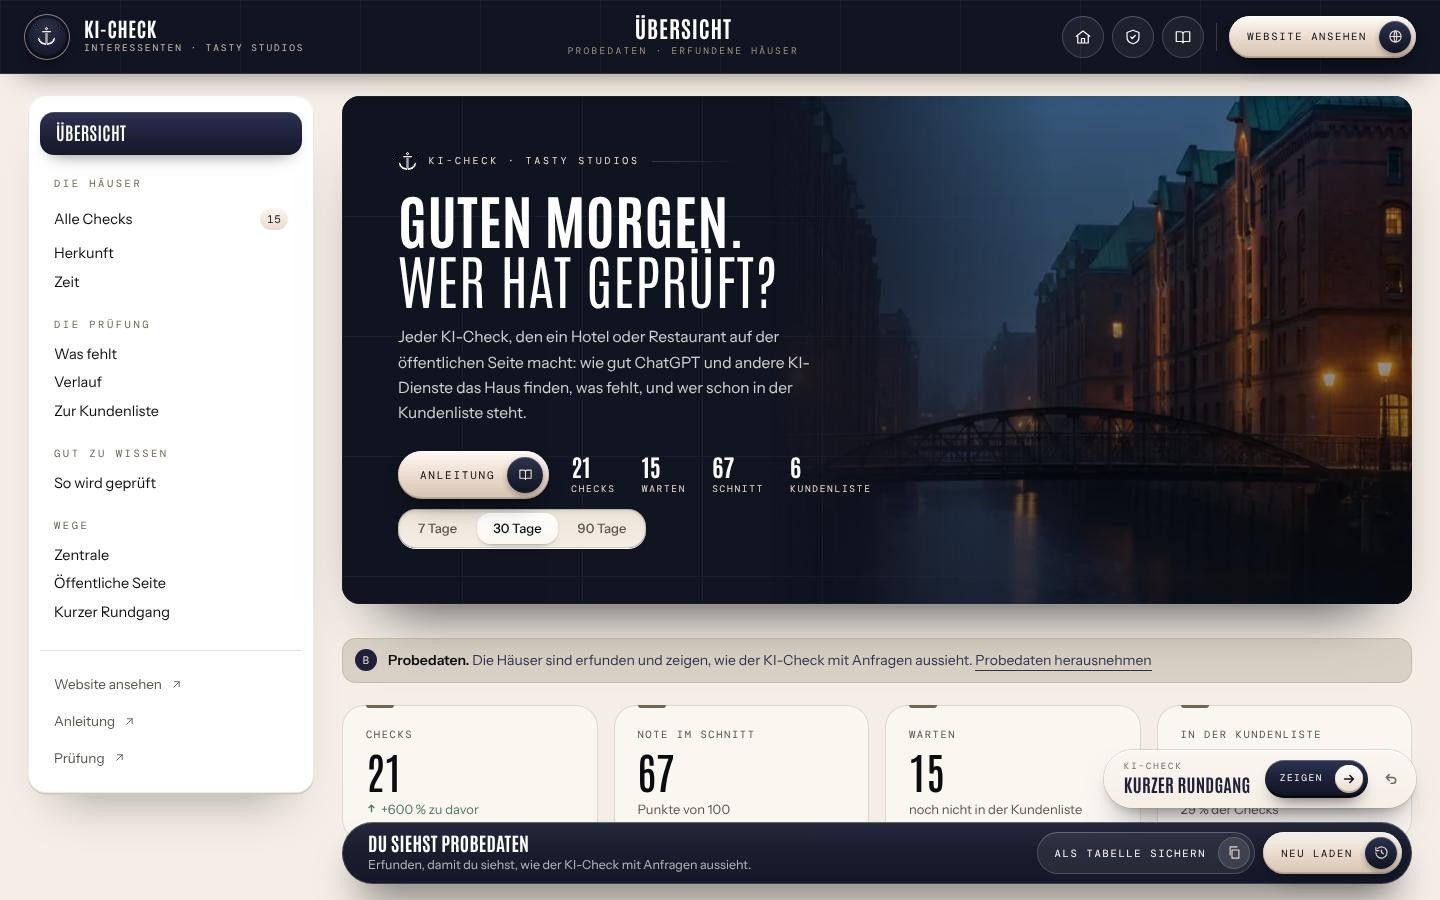 KI-CHECK
INTERESSENTEN · TASTY STUDIOS
ÜBERSICHT
PROBEDATEN · ERFUNDENE HÄUSER
WEBSITE ANSEHEN
ÜBERSICHT
DIE HÄUSER
Alle Checks 15
Herkunft
Zeit
DIE PRÜFUNG
Was fehlt
Verlauf
Zur Kundenliste
GUT ZU WISSEN
So wird geprüft
WEGE
Zentrale
Öffentliche Seite
Kurzer Rundgang
Website ansehen
Anleitung
Prüfung
KI-CHECK · TASTY STUDIOS
GUTEN MORGEN.
WER HAT GEPRÜFT?
Jeder KI-Check, den ein Hotel oder Restaurant auf der
öffentlichen Seite macht: wie gut ChatGPT und andere KI-
Dienste das Haus finden, was fehlt, und wer schon in der
Kundenliste steht.
ANLEITUNG
21 15 67 6
CHECKS WARTEN SCHNITT KUNDENLISTE
7 Tage 30 Tage 90 Tage
B Probedaten. Die Häuser sind erfunden und zeigen, wie der KI-Check mit Anfragen aussieht. Probedaten herausnehmen
CHECKS
21
+600 % zu davor
NOTE IM SCHNITT
67
Punkte von 100
WARTEN
15
noch nicht in der Kundenliste
IN DER KUNDENLISTE
29 % der Checks
KI-CHECK
KURZER RUNDGANG
ZEIGEN
DU SIEHST PROBEDATEN
Erfunden, damit du siehst, wie der KI-Check mit Anfragen aussieht.
ALS TABELLE SICHERN
NEU LADEN